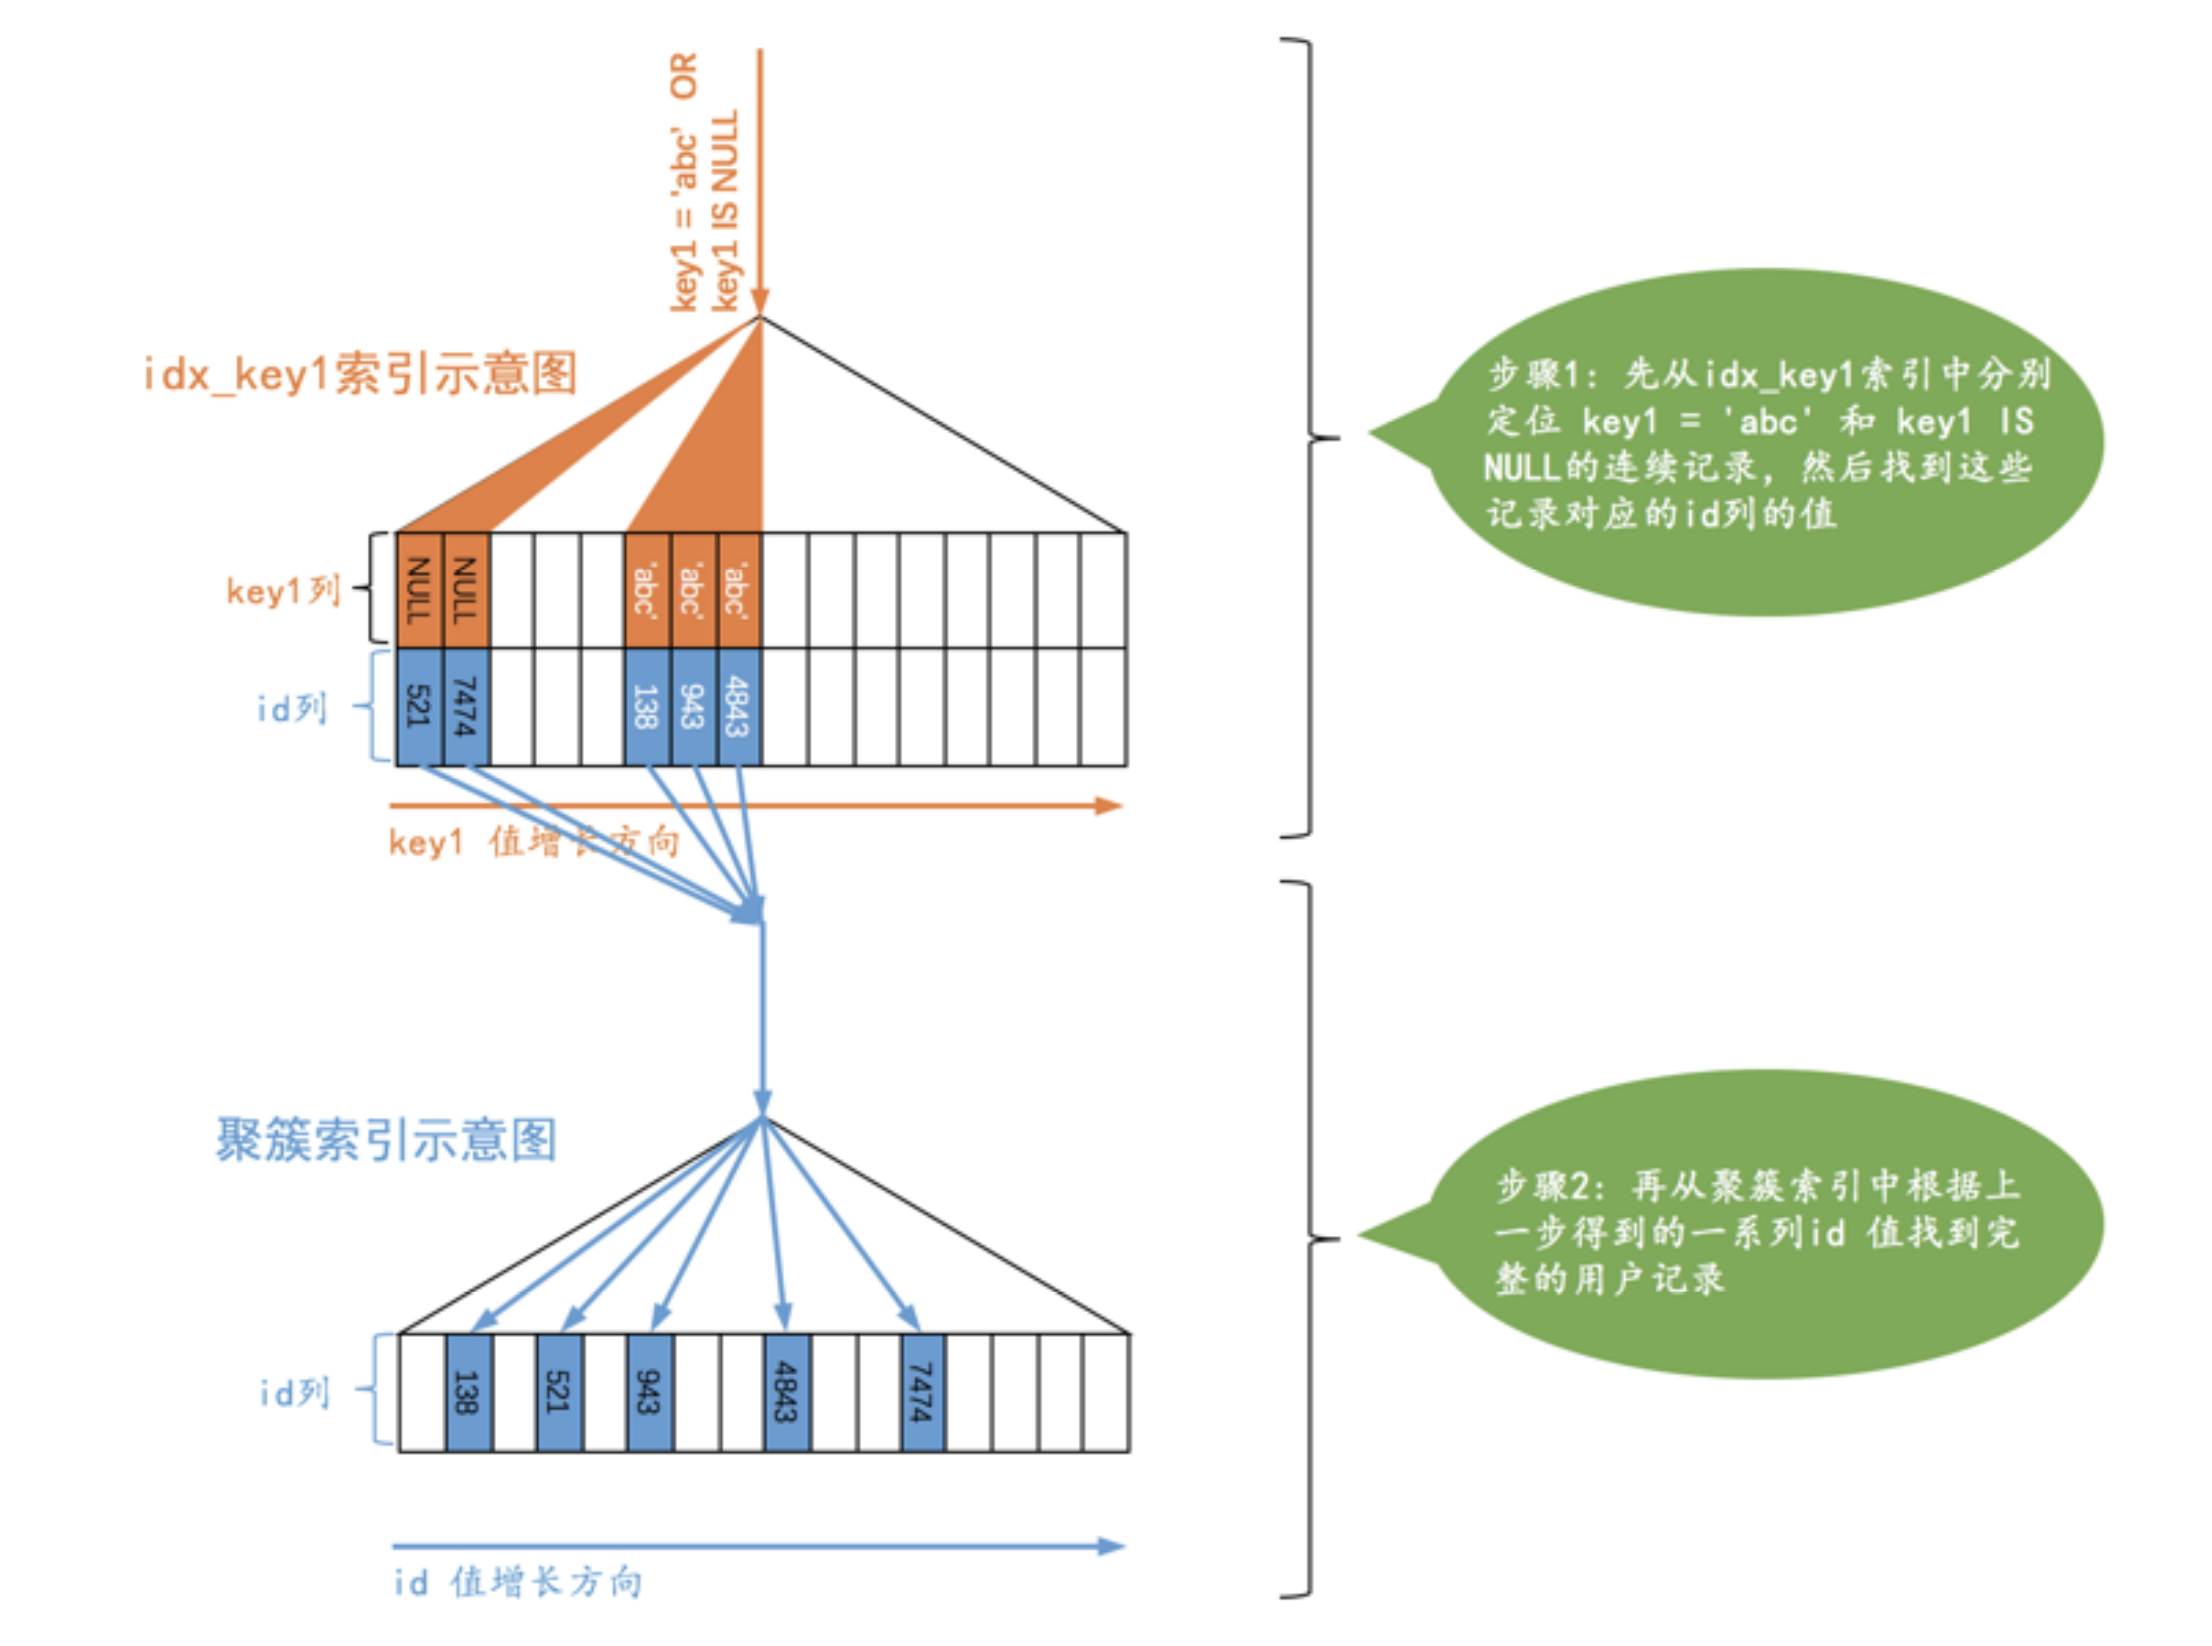 key1 = 'abc' OR
key1 IS NULL
idx_key1索引示意图
步骤1：先从idx_key1索引中分别
定位 key1 = 'abc' 和 key1 IS
NULL的连续记录，然后找到这些
记录对应的id列的值
key1列
NULL
NULL
'abc'
'abc'
'abc'
id列
521
7474
138
943
4843
key1 值增长方向
聚簇索引示意图
步骤2：再从聚簇索引中根据上
一步得到的一系列id 值找到完
整的用户记录
id列
138
521
943
4843
7474
id 值增长方向